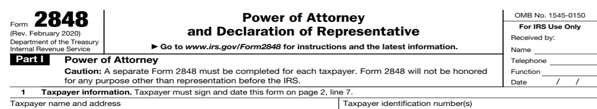 Form 2848
(Rev. February 2020)
Department of the Treasury
Internal Revenue Service
Power of Attorney
and Declaration of Representative
▶ Go to www.irs.gov/Form2848 for instructions and the latest information.
OMB No. 1545-0150
For IRS Use Only
Received by:
Name
Telephone
Function
Date / /
Part I Power of Attorney
Caution: A separate Form 2848 must be completed for each taxpayer. Form 2848 will not be honored
for any purpose other than representation before the IRS.
1 Taxpayer information. Taxpayer must sign and date this form on page 2, line 7.
Taxpayer name and address
Taxpayer identification number(s)